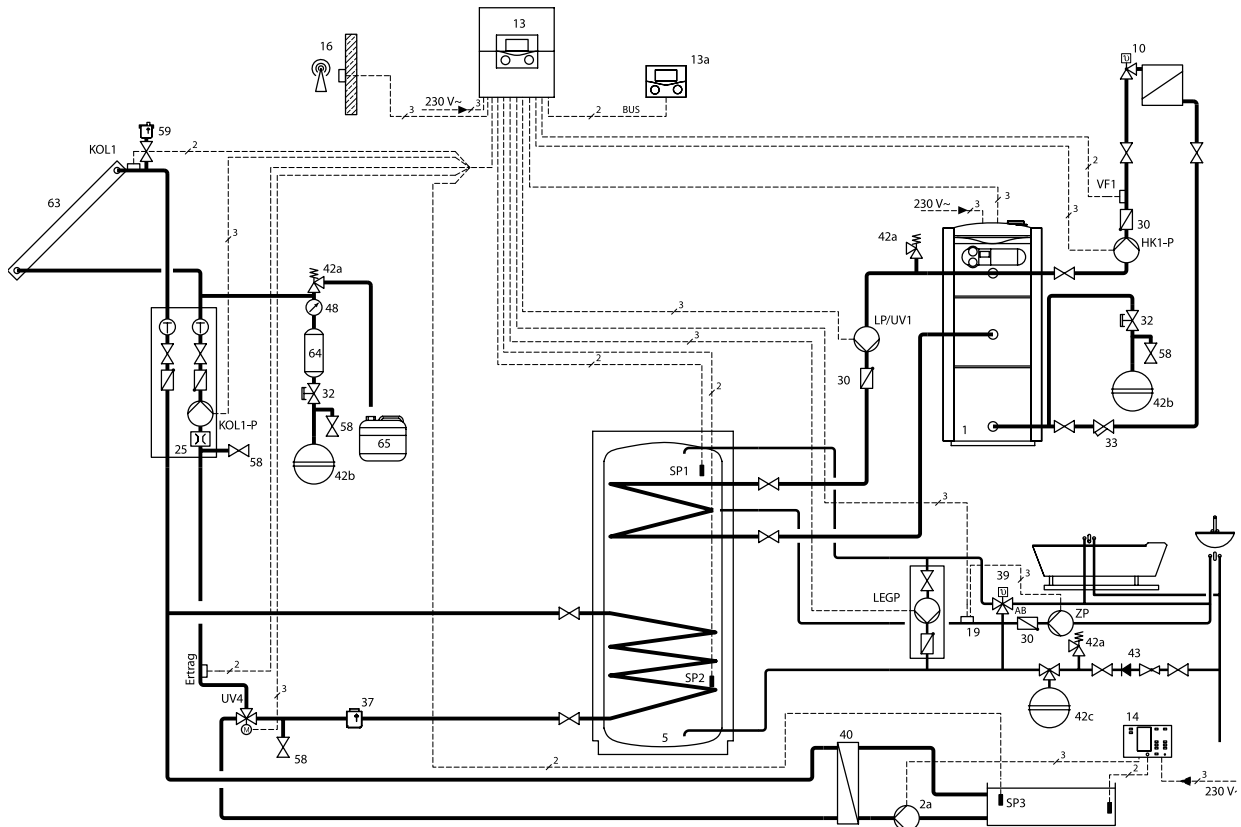 13
16
13a
10
230 V~
3
3
2
BUS
59
KOL1
2
2
VF1
63
230 V~
3
3
3
30
3
42a
HK1-P
42a
48
3
LP/UV1
32
3
64
2
58
32
2
30
42b
KOL1-P
1
33
25
58
65
58
42b
SP1
3
39
3
LEGP
AB
ZP
19
30
42a
43
Ertrag
2
SP2
UV4
3
37
M
42c
5
14
58
40
2
3
2
3
2a
SP3
230 V~